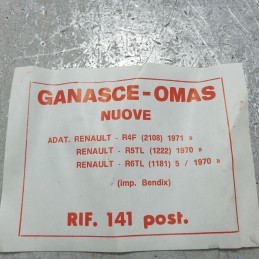 GANASCE-OMAS
NUOVE
ADAT. RENAULT - R4F (2108) 1971 »
RENAULT - R5TL (1222) 1970 »
RENAULT - R6TL (1181) 5 / 1970 »
(imp. Bendix)
RIF. 141 post.